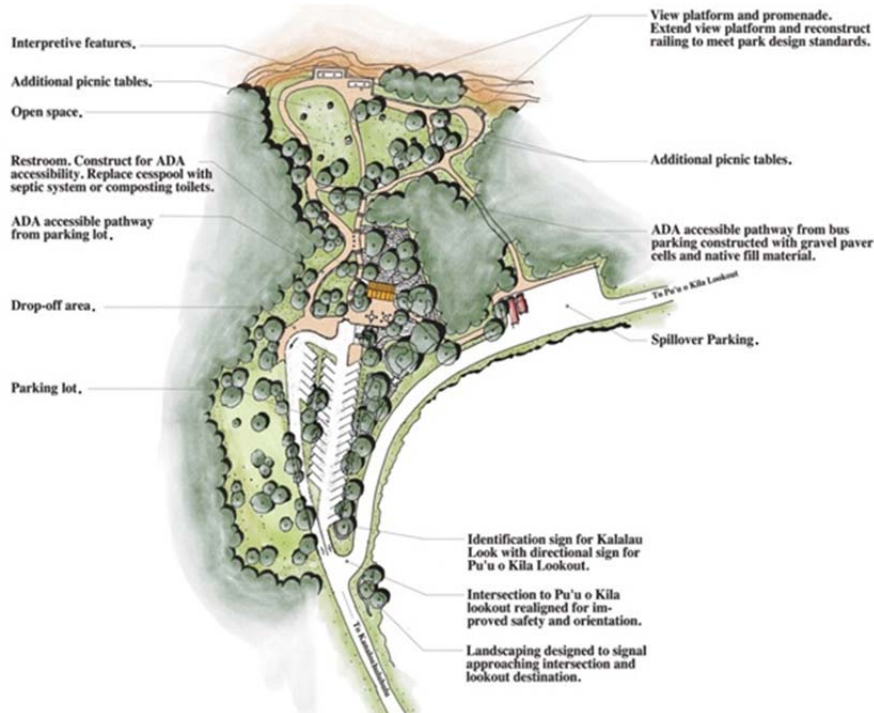 View platform and promenade.
Extend view platform and reconstruct
railing to meet park design standards.
Interpretive features.
Additional picnic tables.
Open space.
Restroom. Construct for ADA
accessibility. Replace cesspool with
septic system or composting toilets.
Additional picnic tables.
ADA accessible pathway
from parking lot.
ADA accessible pathway from bus
parking constructed with gravel paver
cells and native fill material.
To Pu'u o Kila Lookout
Drop-off area.
Spillover Parking.
Parking lot.
Identification sign for Kalalau
Look with directional sign for
Pu'u o Kila Lookout.
Intersection to Pu'u o Kila
lookout realigned for im-
proved safety and orientation.
Landscaping designed to signal
approaching intersection and
lookout destination.
To Kanaloahuluhulu